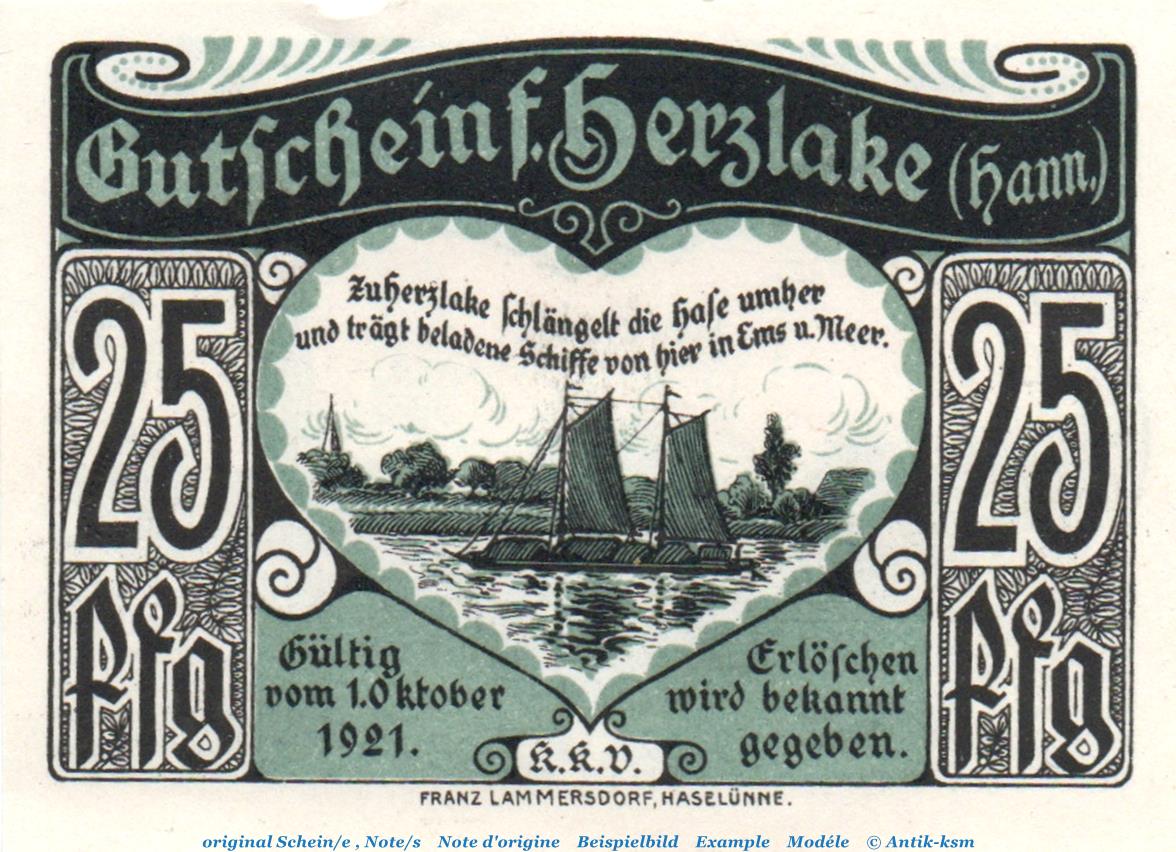 Gutschein f. Herzlake (Hann.)
Zu Herzlake schlängelt die Hase umher
und trägt beladene Schiffe von hier in Ems u. Meer.
25
Pfg
25
Pfg
Gültig
vom 1. Oktober
1921.
Erlöschen
wird bekannt
gegeben.
K.K.V.
FRANZ LAMMERSDORF, HASELÜNNE.
original Schein/e , Note/s Note d'origine Beispielbild Example Modéle © Antik-ksm